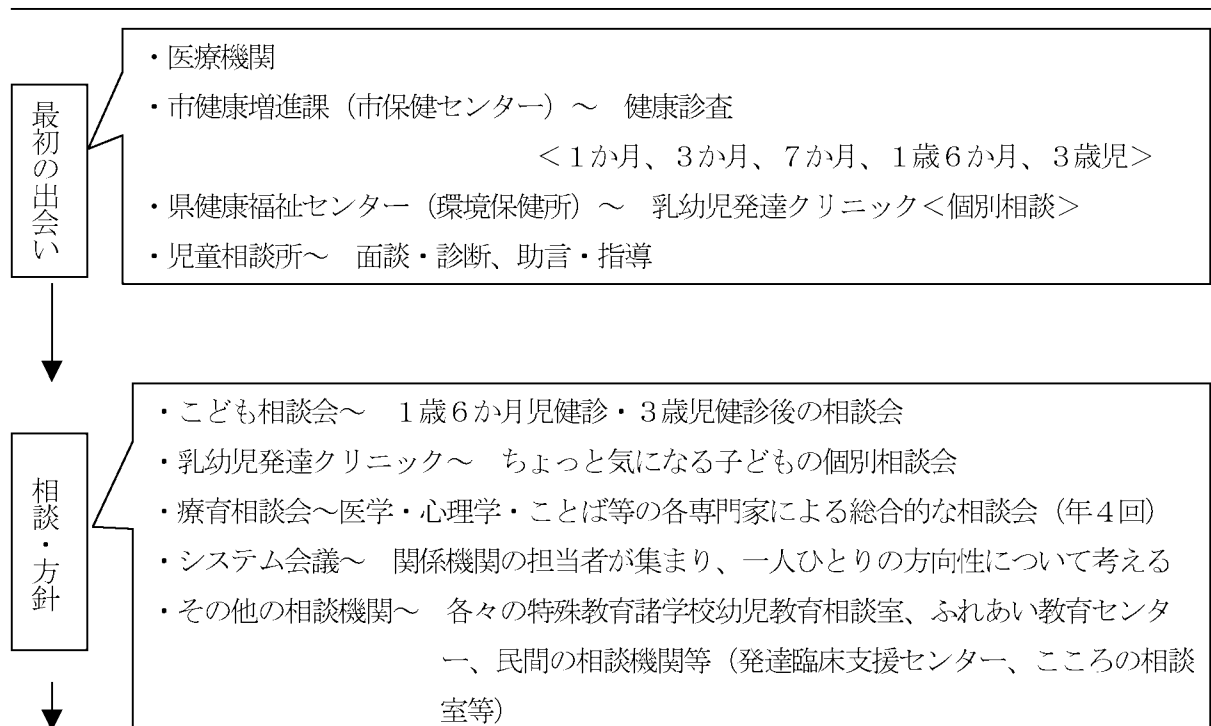 最初の出会い
・医療機関
・市健康増進課（市保健センター）～　健康診査
＜１か月、３か月、７か月、１歳６か月、３歳児＞
・県健康福祉センター（環境保健所）～　乳幼児発達クリニック＜個別相談＞
・児童相談所～　面談・診断、助言・指導
相談・方針
・こども相談会～　１歳６か月児健診・３歳児健診後の相談会
・乳幼児発達クリニック～　ちょっと気になる子どもの個別相談会
・療育相談会～医学・心理学・ことば等の各専門家による総合的な相談会（年４回）
・システム会議～　関係機関の担当者が集まり、一人ひとりの方向性について考える
・その他の相談機関～　各々の特殊教育諸学校幼児教育相談室、ふれあい教育センタ
ー、民間の相談機関等（発達臨床支援センター、こころの相談
室等）